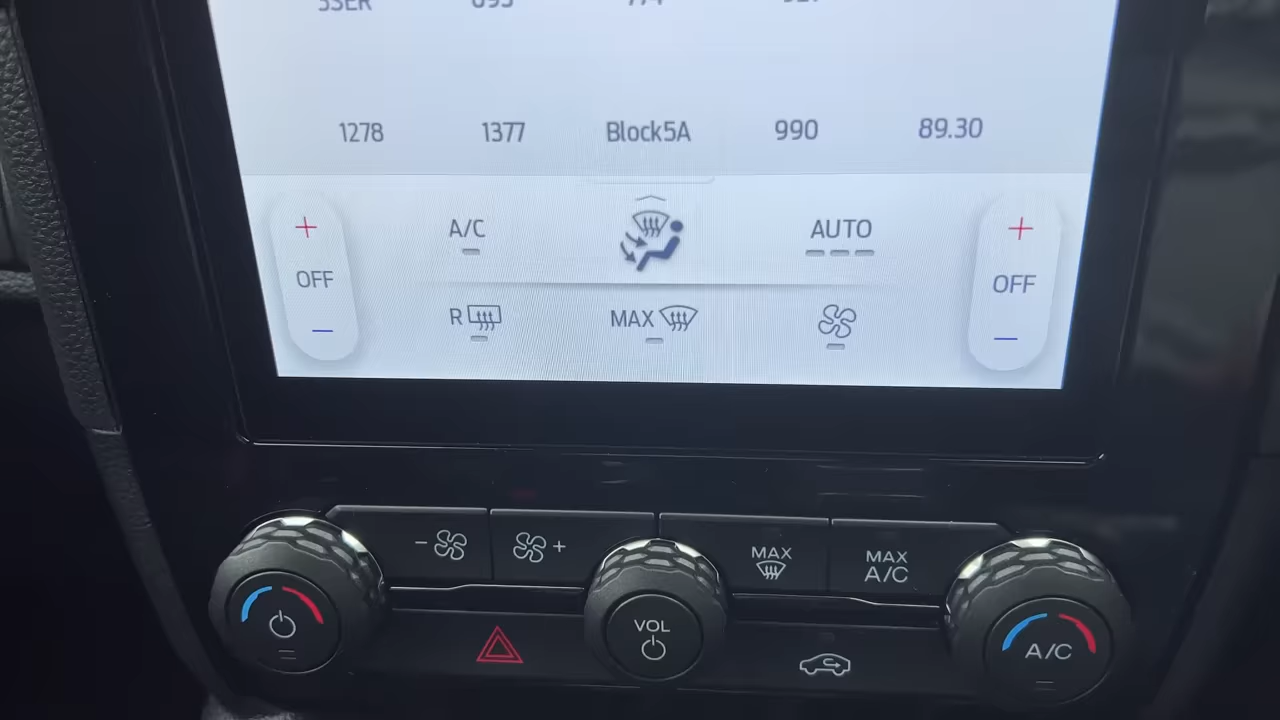 1278 1377 Block5A 990 89.30
+ A/C AUTO +
OFF OFF
R MAX
− −
− +
MAX MAX A/C
VOL A/C